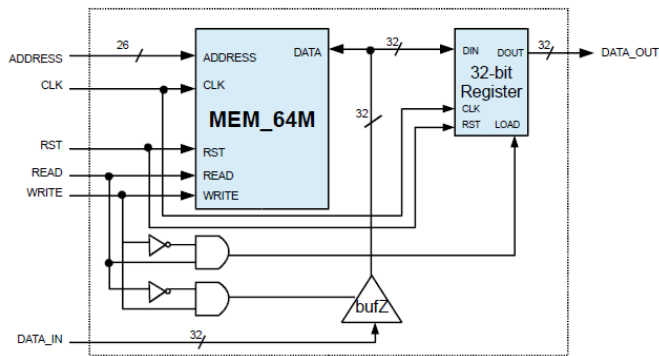 ADDRESS
26
ADDRESS
DATA
32
DIN
DOUT
32
DATA_OUT
CLK
CLK
32-bit
Register
MEM_64M
32
CLK
RST
RST
RST
LOAD
READ
READ
WRITE
WRITE
bufZ
DATA_IN
32